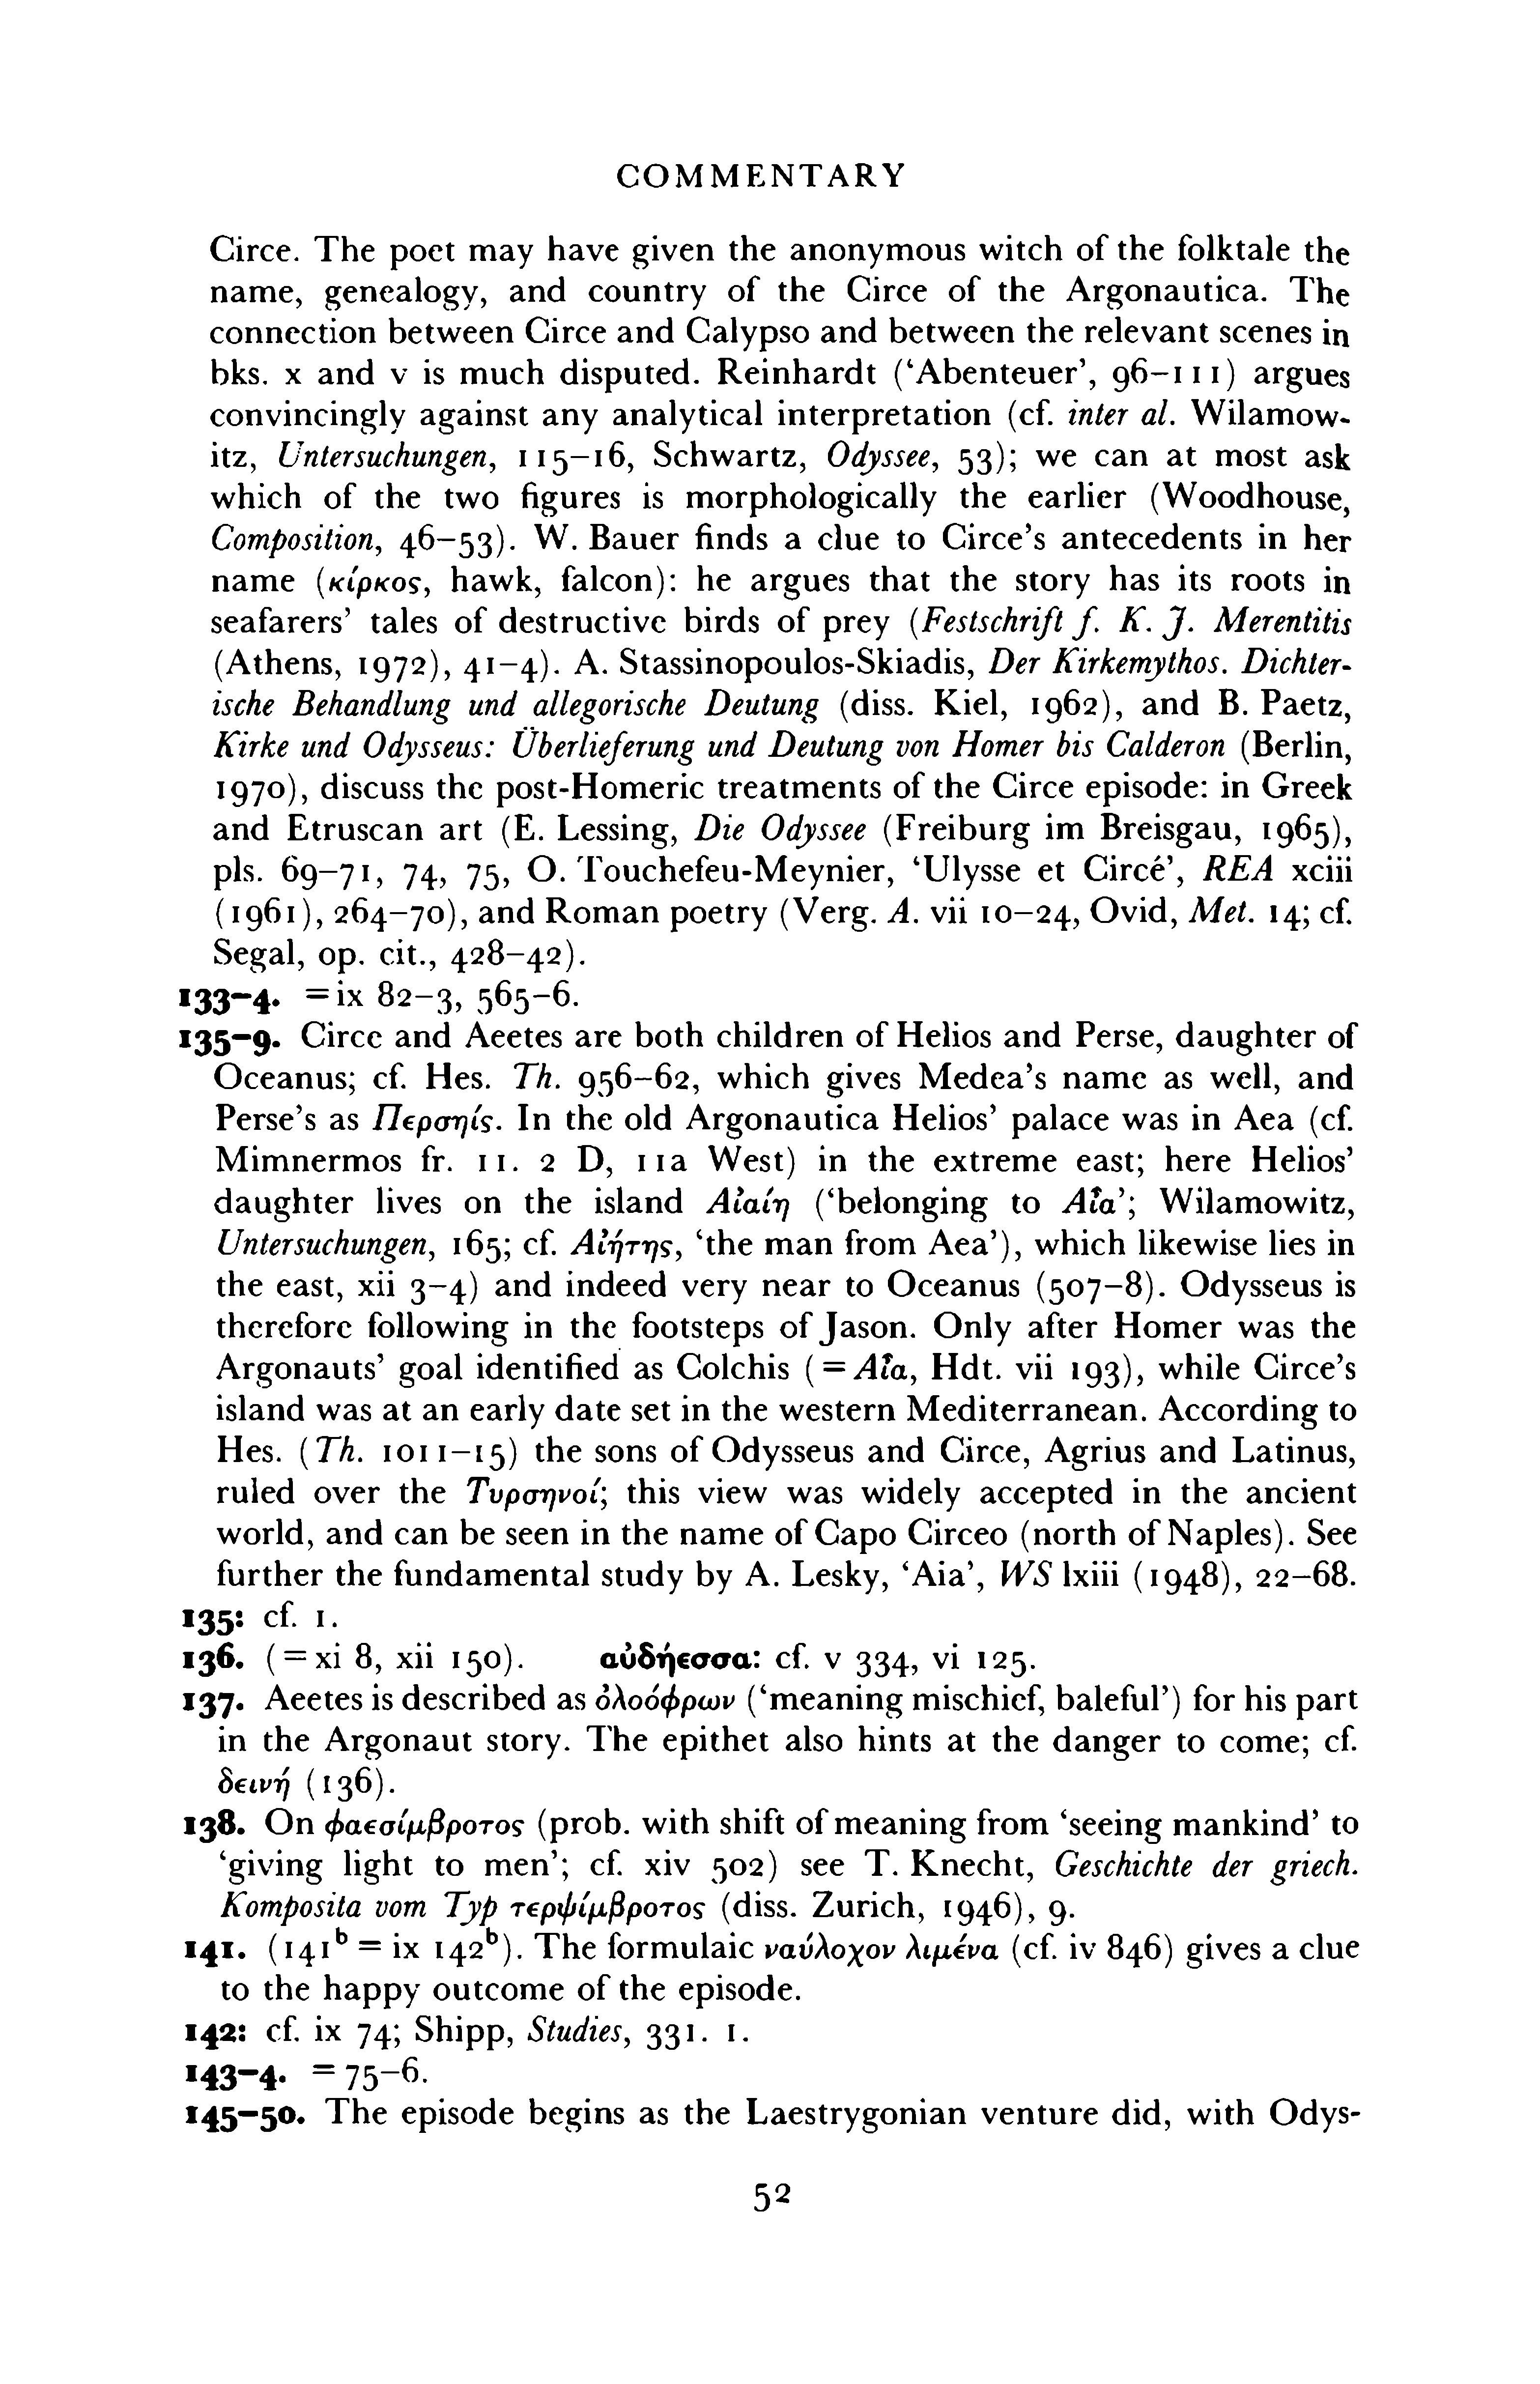 COMMENTARY
Circe. The poet may have given the anonymous witch of the folktale the
name, genealogy, and country of the Circe of the Argonautica. The
connection between Circe and Calypso and between the relevant scenes in
bks. x and v is much disputed. Reinhardt (‘Abenteuer’, 96–111) argues
convincingly against any analytical interpretation (cf. inter al. Wilamow-
itz, Untersuchungen, 115–16, Schwartz, Odyssee, 53); we can at most ask
which of the two figures is morphologically the earlier (Woodhouse,
Composition, 46–53). W. Bauer finds a clue to Circe’s antecedents in her
name (κίρκος, hawk, falcon): he argues that the story has its roots in
seafarers’ tales of destructive birds of prey (Festschrift f. K. J. Merentitis
(Athens, 1972), 41–4). A. Stassinopoulos-Skiadis, Der Kirkemythos. Dichter-
ische Behandlung und allegorische Deutung (diss. Kiel, 1962), and B. Paetz,
Kirke und Odysseus: Überlieferung und Deutung von Homer bis Calderon (Berlin,
1970), discuss the post-Homeric treatments of the Circe episode: in Greek
and Etruscan art (E. Lessing, Die Odyssee (Freiburg im Breisgau, 1965),
pls. 69–71, 74, 75, O. Touchefeu-Meynier, ‘Ulysse et Circé’, REA xciii
(1961), 264–70), and Roman poetry (Verg. A. vii 10–24, Ovid, Met. 14; cf.
Segal, op. cit., 428–42).
133–4. = ix 82–3, 565–6.
135–9. Circe and Aeetes are both children of Helios and Perse, daughter of
Oceanus; cf. Hes. Th. 956–62, which gives Medea’s name as well, and
Perse’s as Περσηίς. In the old Argonautica Helios’ palace was in Aea (cf.
Mimnermos fr. 11. 2 D, 11a West) in the extreme east; here Helios’
daughter lives on the island Αἰαίη (‘belonging to Αἶα’; Wilamowitz,
Untersuchungen, 165; cf. Αἰήτης, ‘the man from Aea’), which likewise lies in
the east, xii 3–4) and indeed very near to Oceanus (507–8). Odysseus is
therefore following in the footsteps of Jason. Only after Homer was the
Argonauts’ goal identified as Colchis (= Αἶα, Hdt. vii 193), while Circe’s
island was at an early date set in the western Mediterranean. According to
Hes. (Th. 1011–15) the sons of Odysseus and Circe, Agrius and Latinus,
ruled over the Τυρσηνοί; this view was widely accepted in the ancient
world, and can be seen in the name of Capo Circeo (north of Naples). See
further the fundamental study by A. Lesky, ‘Aia’, WS lxiii (1948), 22–68.
135: cf. 1.
136. (= xi 8, xii 150). αὐδήεσσα: cf. v 334, vi 125.
137. Aeetes is described as ὀλοόφρων (‘meaning mischief, baleful’) for his part
in the Argonaut story. The epithet also hints at the danger to come; cf.
δεινή (136).
138. On φαεσίμβροτος (prob. with shift of meaning from ‘seeing mankind’ to
‘giving light to men’; cf. xiv 502) see T. Knecht, Geschichte der griech.
Komposita vom Typ τερψίμβροτος (diss. Zurich, 1946), 9.
141. (141ᵇ = ix 142ᵇ). The formulaic ναύλοχον λιμένα (cf. iv 846) gives a clue
to the happy outcome of the episode.
142: cf. ix 74; Shipp, Studies, 331. 1.
143–4. = 75–6.
145–50. The episode begins as the Laestrygonian venture did, with Odys-
52